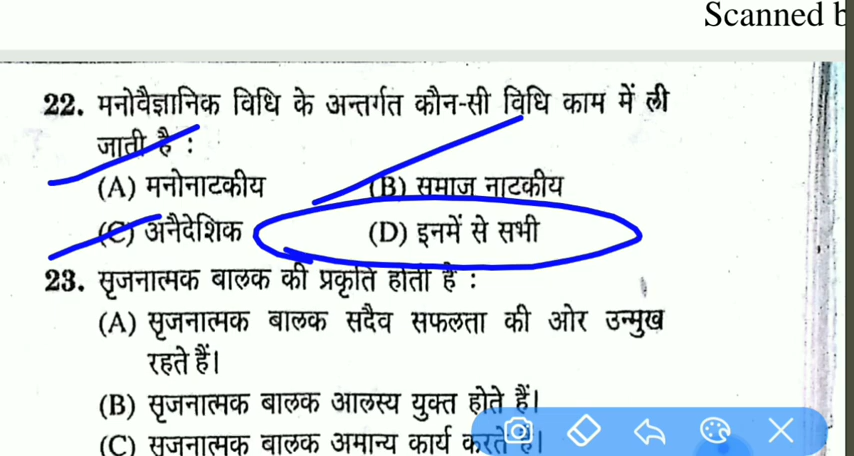 Scanned b
22. मनोवैज्ञानिक विधि के अन्तर्गत कौन-सी विधि काम में ली
जाती है :
(A) मनोनाटकीय (B) समाज नाटकीय
(C) अनैदेशिक (D) इनमें से सभी
23. सृजनात्मक बालक की प्रकृति होती है :
(A) सृजनात्मक बालक सदैव सफलता की ओर उन्मुख
रहते हैं।
(B) सृजनात्मक बालक आलस्य युक्त होते हैं।
(C) सृजनात्मक बालक अमान्य कार्य करते हैं।